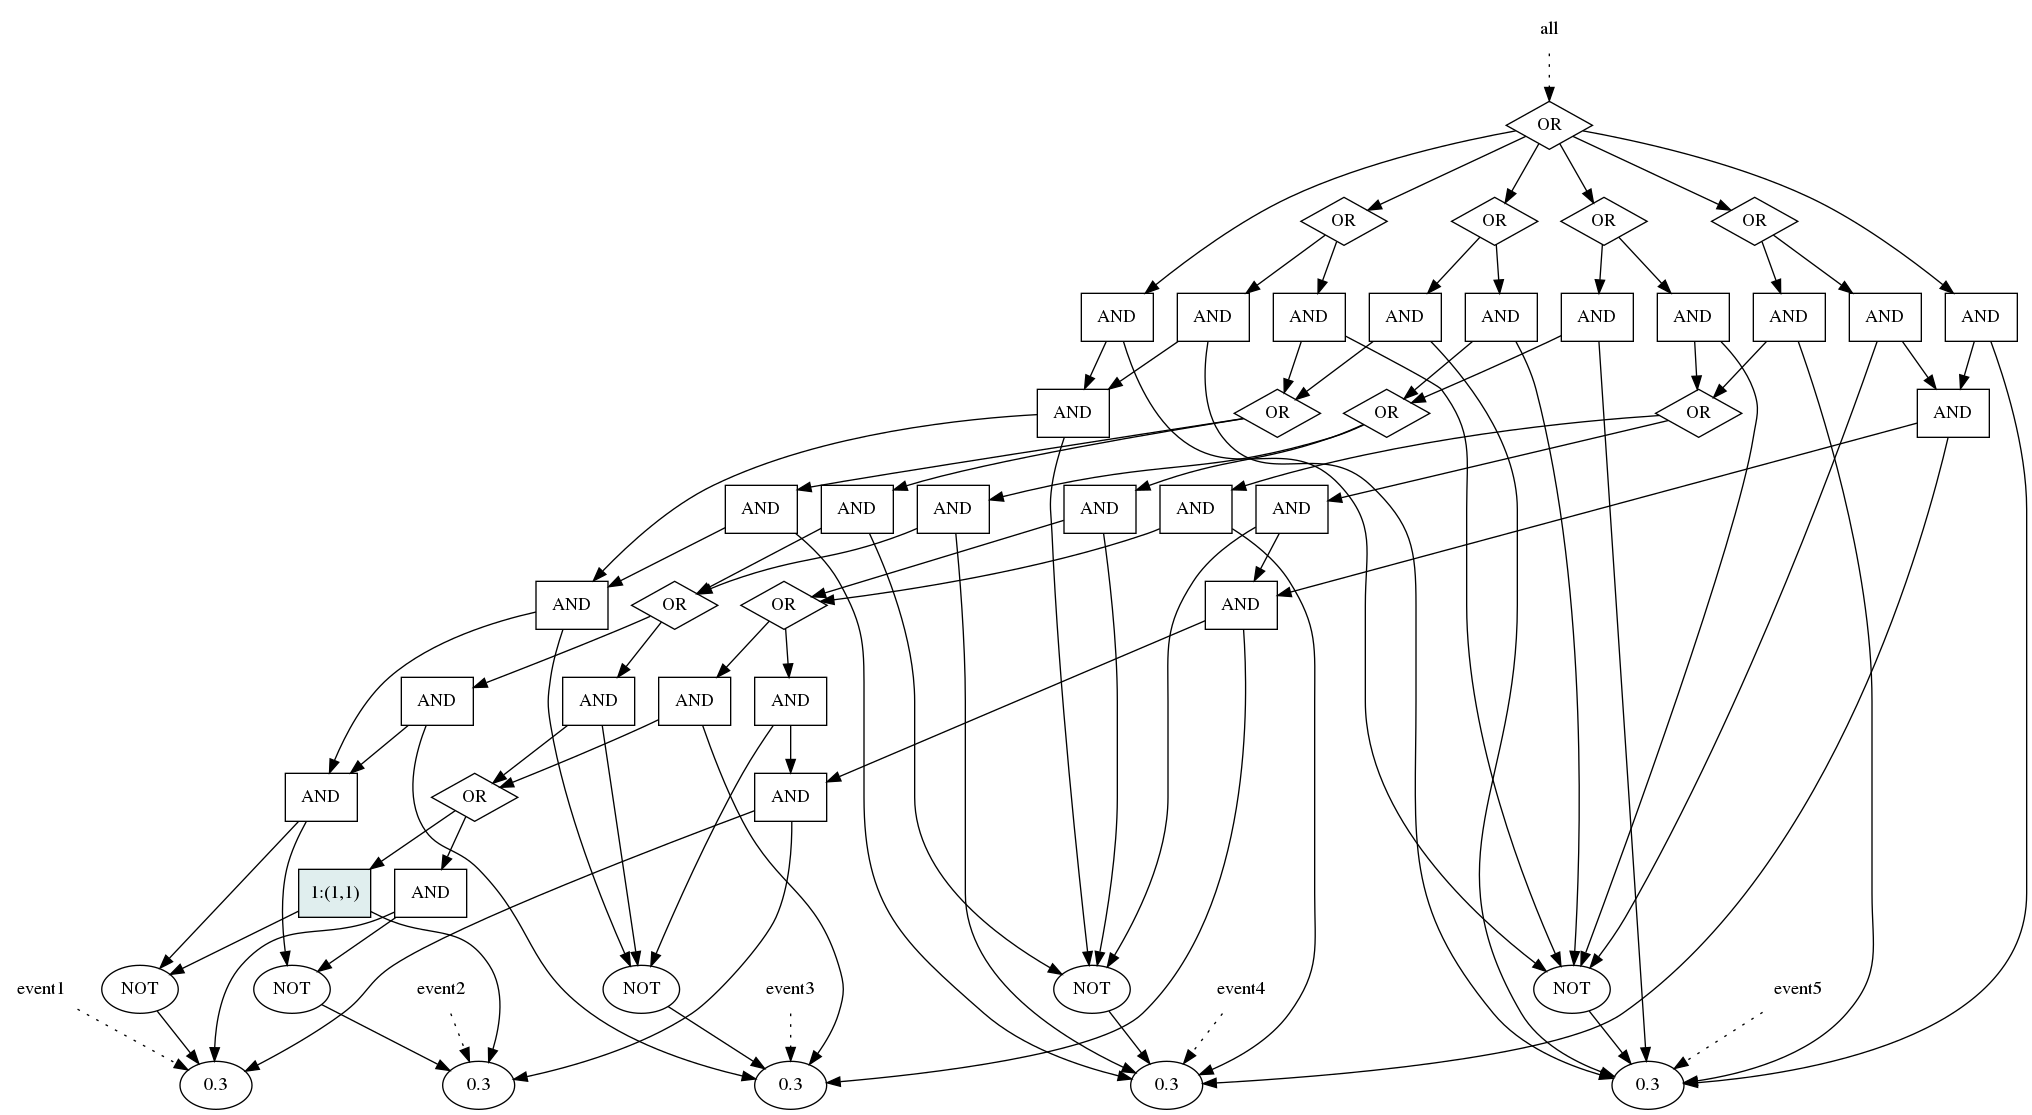 all
OR
OR OR OR OR
AND AND AND AND AND AND AND AND AND AND
AND OR OR OR AND
AND AND AND AND AND AND
AND OR OR AND
AND AND AND AND
AND OR AND
1:(1,1) AND
event1 NOT NOT event2 NOT event3 NOT event4 NOT event5
0.3 0.3 0.3 0.3 0.3